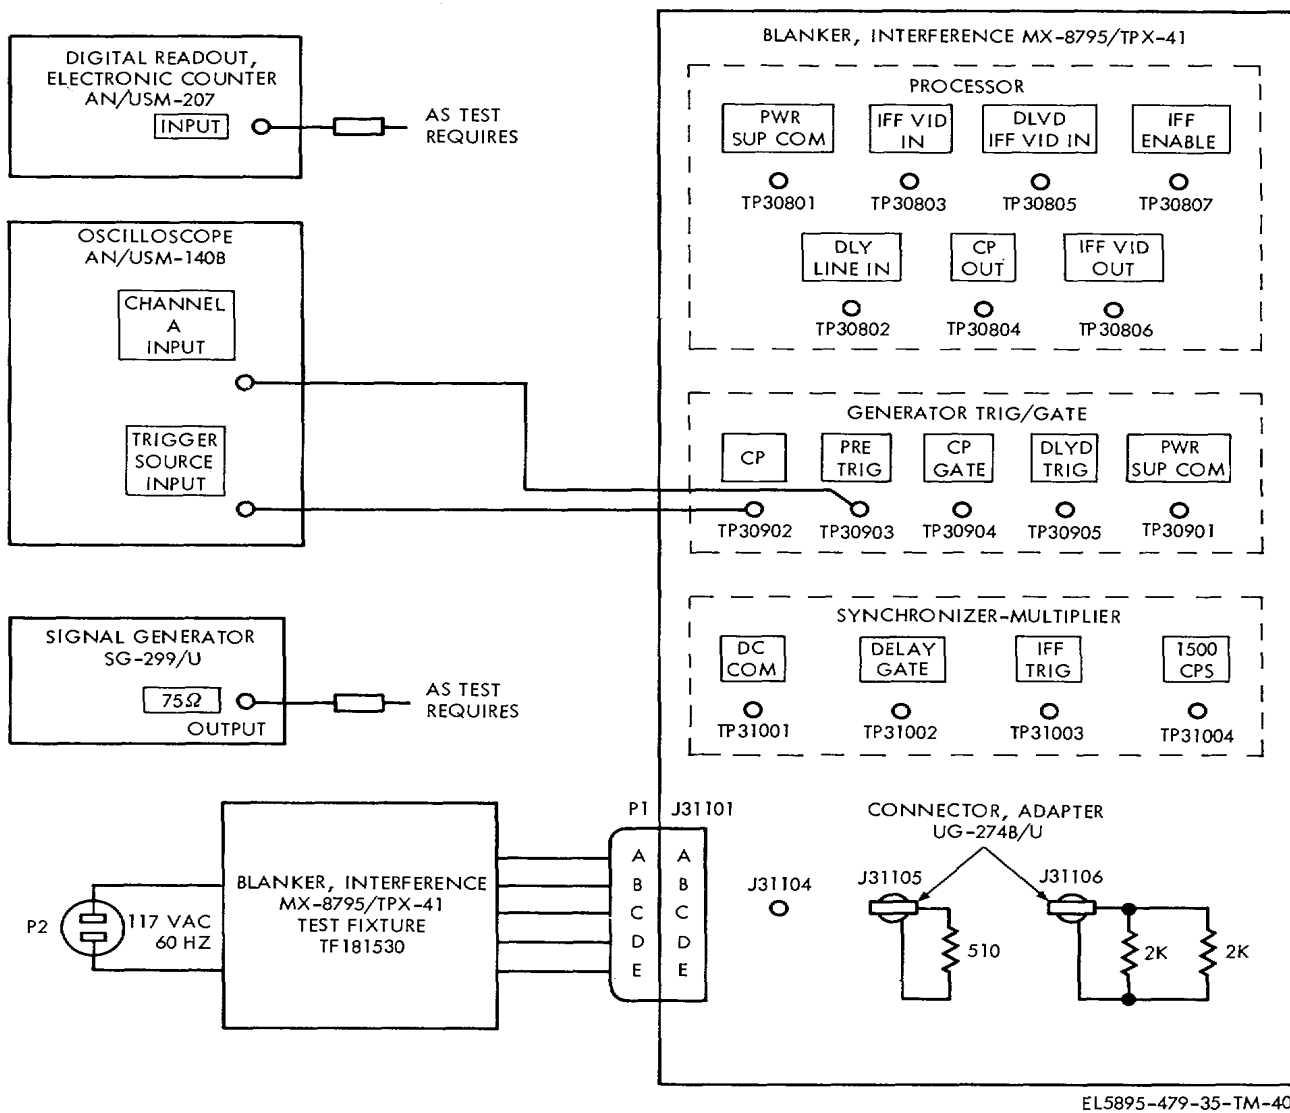 BLANKER, INTERFERENCE MX-8795/TPX-41
DIGITAL READOUT,
ELECTRONIC COUNTER
AN/USM-207
INPUT
AS TEST
REQUIRES
PROCESSOR
PWR
SUP COM
IFF VID
IN
DLVD
IFF VID IN
IFF
ENABLE
TP30801
TP30803
TP30805
TP30807
DLY
LINE IN
CP
OUT
IFF VID
OUT
TP30802
TP30804
TP30806
OSCILLOSCOPE
AN/USM-140B
CHANNEL
A
INPUT
TRIGGER
SOURCE
INPUT
GENERATOR TRIG/GATE
CP
PRE
TRIG
CP
GATE
DLYD
TRIG
PWR
SUP COM
TP30902
TP30903
TP30904
TP30905
TP30901
SIGNAL GENERATOR
SG-299/U
75Ω
OUTPUT
AS TEST
REQUIRES
SYNCHRONIZER-MULTIPLIER
DC
COM
DELAY
GATE
IFF
TRIG
1500
CPS
TP31001
TP31002
TP31003
TP31004
P2
117 VAC
60 HZ
BLANKER, INTERFERENCE
MX-8795/TPX-41
TEST FIXTURE
TF181530
P1
J31101
A A
B B
C C
D D
E E
CONNECTOR, ADAPTER
UG-274B/U
J31104
J31105
J31106
510
2K
2K
EL5895-479-35-TM-40